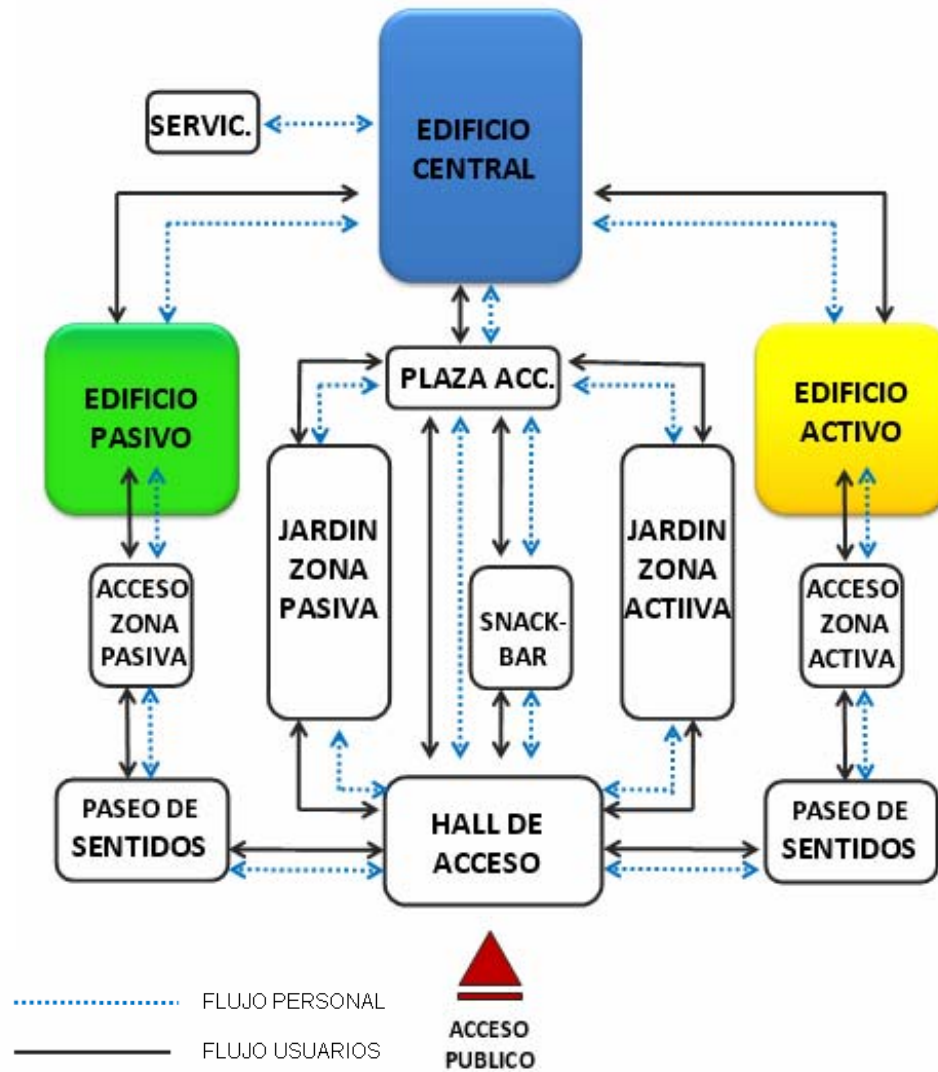 EDIFICIO
CENTRAL
SERVIC.
EDIFICIO
PASIVO
PLAZA ACC.
EDIFICIO
ACTIVO
JARDIN
ZONA
PASIVA
JARDIN
ZONA
ACTIIVA
ACCESO
ZONA
PASIVA
SNACK-
BAR
ACCESO
ZONA
ACTIVA
PASEO DE
SENTIDOS
HALL DE
ACCESO
PASEO DE
SENTIDOS
FLUJO PERSONAL
FLUJO USUARIOS
ACCESO
PUBLICO